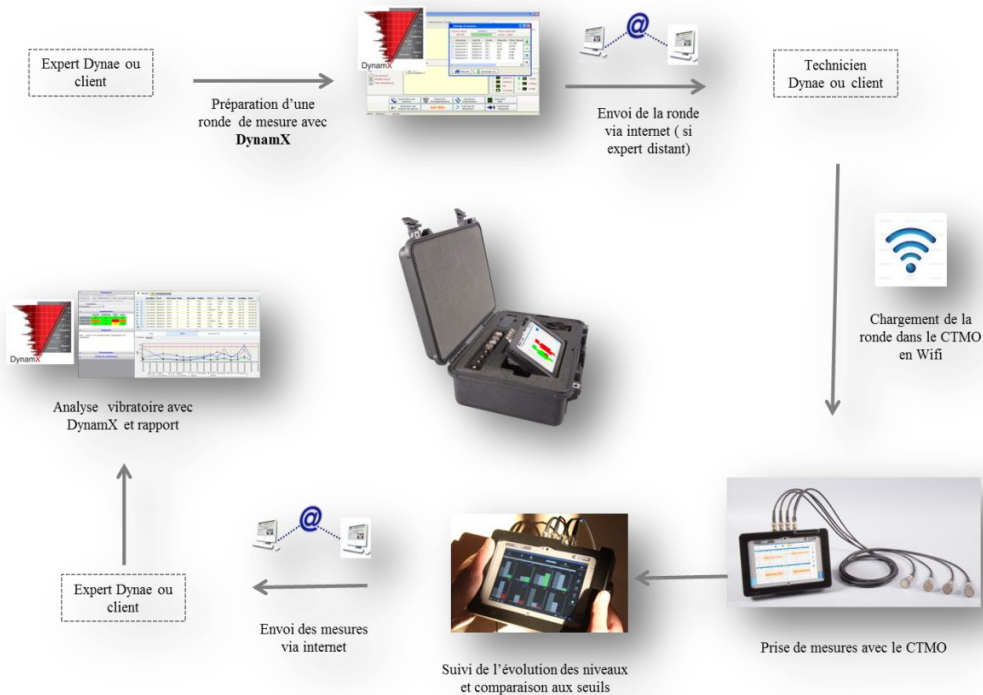 Expert Dynae ou
client
Préparation d'une
ronde de mesure avec
DynamX
DynamX
@
Envoi de la ronde
via internet ( si
expert distant)
Technicien
Dynae ou client
Chargement de la
ronde dans le CTMO
en Wifi
Prise de mesures avec le CTMO
Suivi de l'évolution des niveaux
et comparaison aux seuils
@
Envoi des mesures
via internet
Expert Dynae ou
client
DynamX
Analyse vibratoire avec
DynamX et rapport